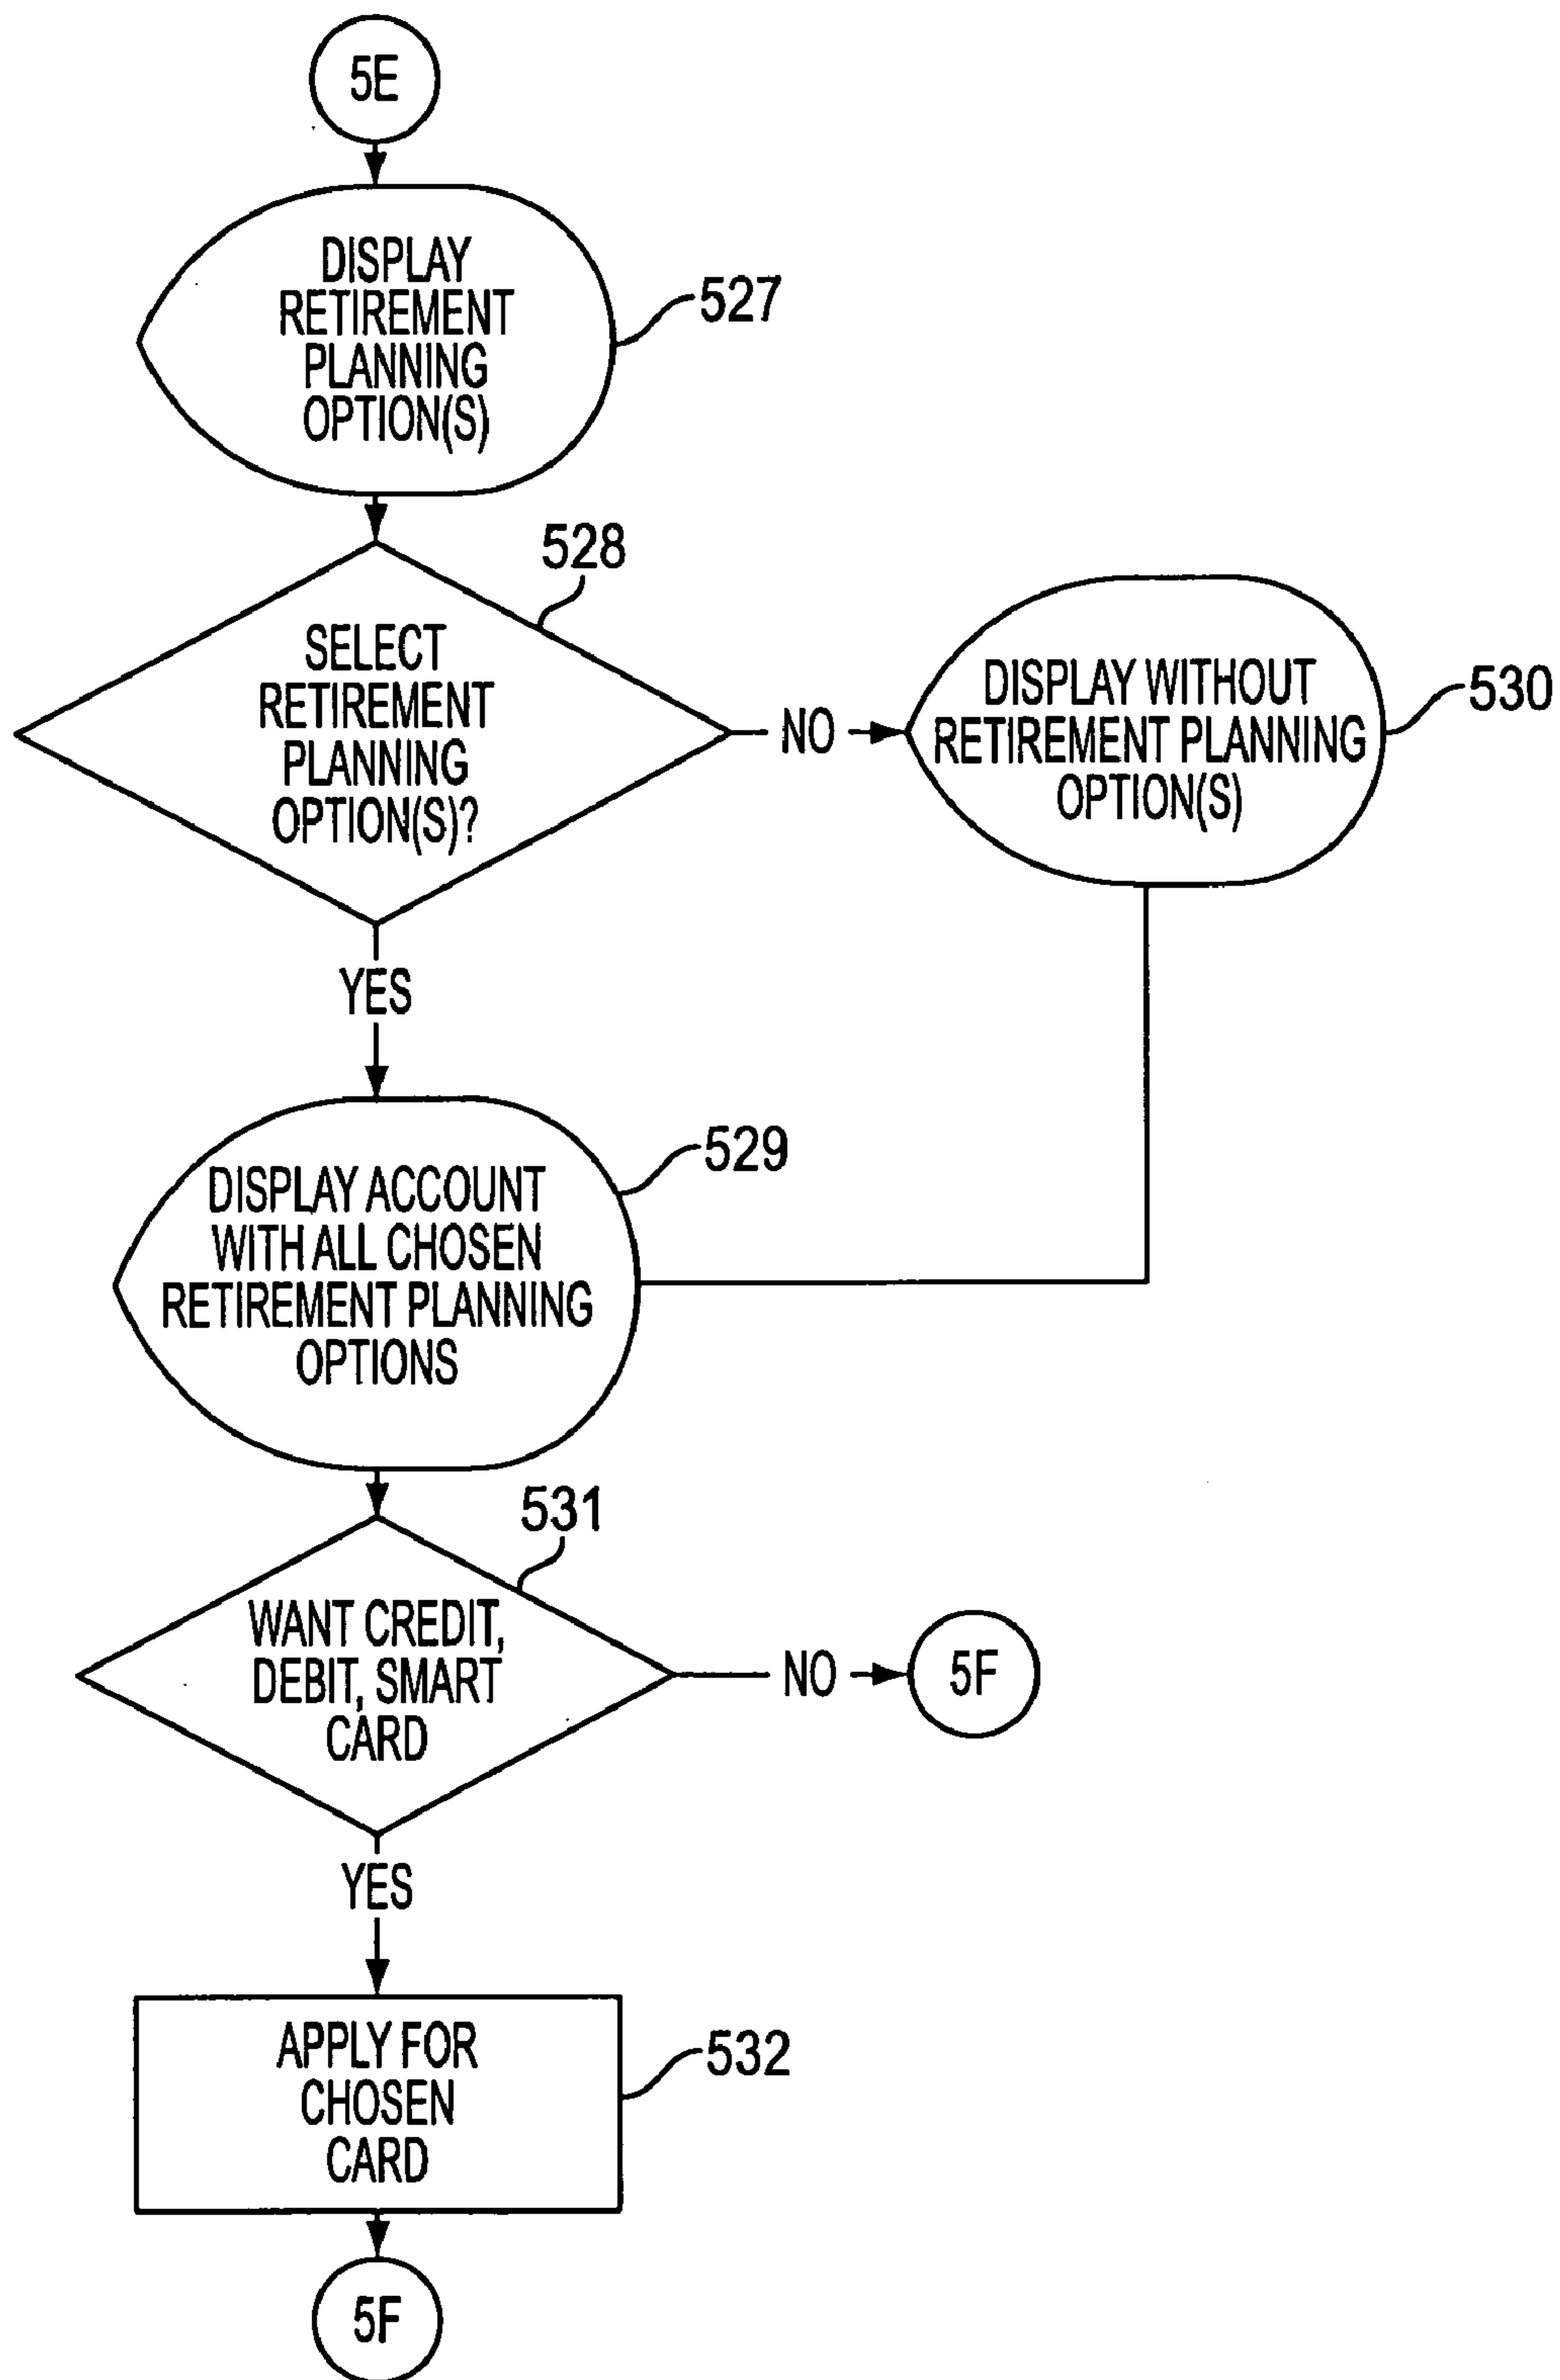 5E
DISPLAY
RETIREMENT
PLANNING
OPTION(S)
527
528
SELECT
RETIREMENT
PLANNING
OPTION(S)?
NO
DISPLAY WITHOUT
RETIREMENT PLANNING
OPTION(S)
530
YES
529
DISPLAY ACCOUNT
WITH ALL CHOSEN
RETIREMENT PLANNING
OPTIONS
531
WANT CREDIT,
DEBIT, SMART
CARD
NO
5F
YES
APPLY FOR
CHOSEN
CARD
532
5F